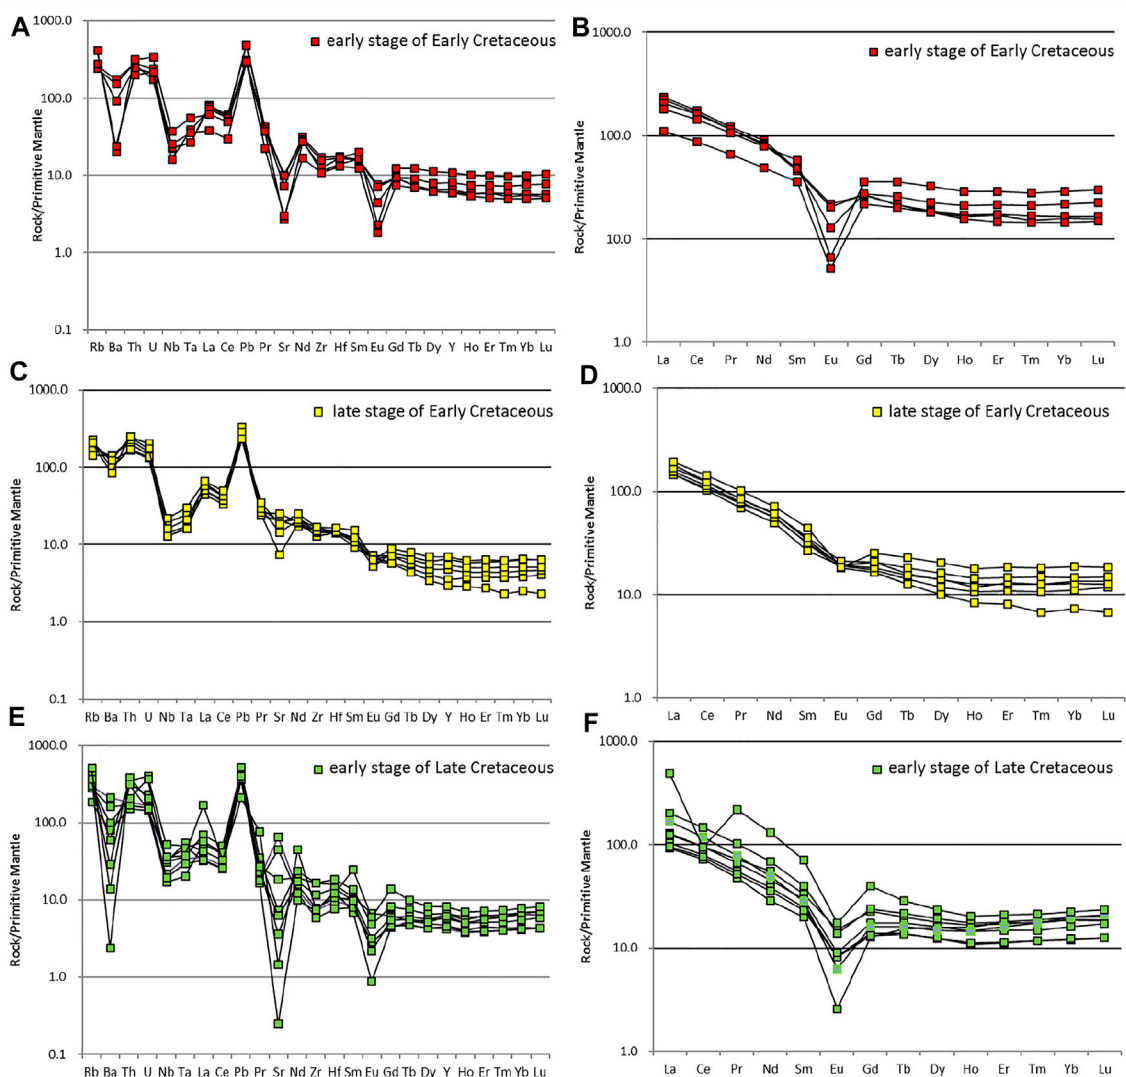 A
B
1000.0
early stage of Early Cretaceous
100.0
10.0
1.0
0.1
Rock/Primitive Mantle
Rb Ba Th U Nb Ta La Ce Pb Pr Sr Nd Zr Hf Sm Eu Gd Tb Dy Y Ho Er Tm Yb Lu
1000.0
early stage of Early Cretaceous
100.0
10.0
1.0
Rock/Primitive Mantle
La Ce Pr Nd Sm Eu Gd Tb Dy Ho Er Tm Yb Lu
C
D
1000.0
late stage of Early Cretaceous
100.0
10.0
1.0
0.1
Rock/Primitive Mantle
Rb Ba Th U Nb Ta La Ce Pb Pr Sr Nd Zr Hf Sm Eu Gd Tb Dy Y Ho Er Tm Yb Lu
1000.0
late stage of Early Cretaceous
100.0
10.0
1.0
Rock/Primitive Mantle
La Ce Pr Nd Sm Eu Gd Tb Dy Ho Er Tm Yb Lu
E
F
1000.0
early stage of Late Cretaceous
100.0
10.0
1.0
0.1
Rock/Primitive Mantle
Rb Ba Th U Nb Ta La Ce Pb Pr Sr Nd Zr Hf Sm Eu Gd Tb Dy Y Ho Er Tm Yb Lu
1000.0
early stage of Late Cretaceous
100.0
10.0
1.0
Rock/Primitive Mantle
La Ce Pr Nd Sm Eu Gd Tb Dy Ho Er Tm Yb Lu